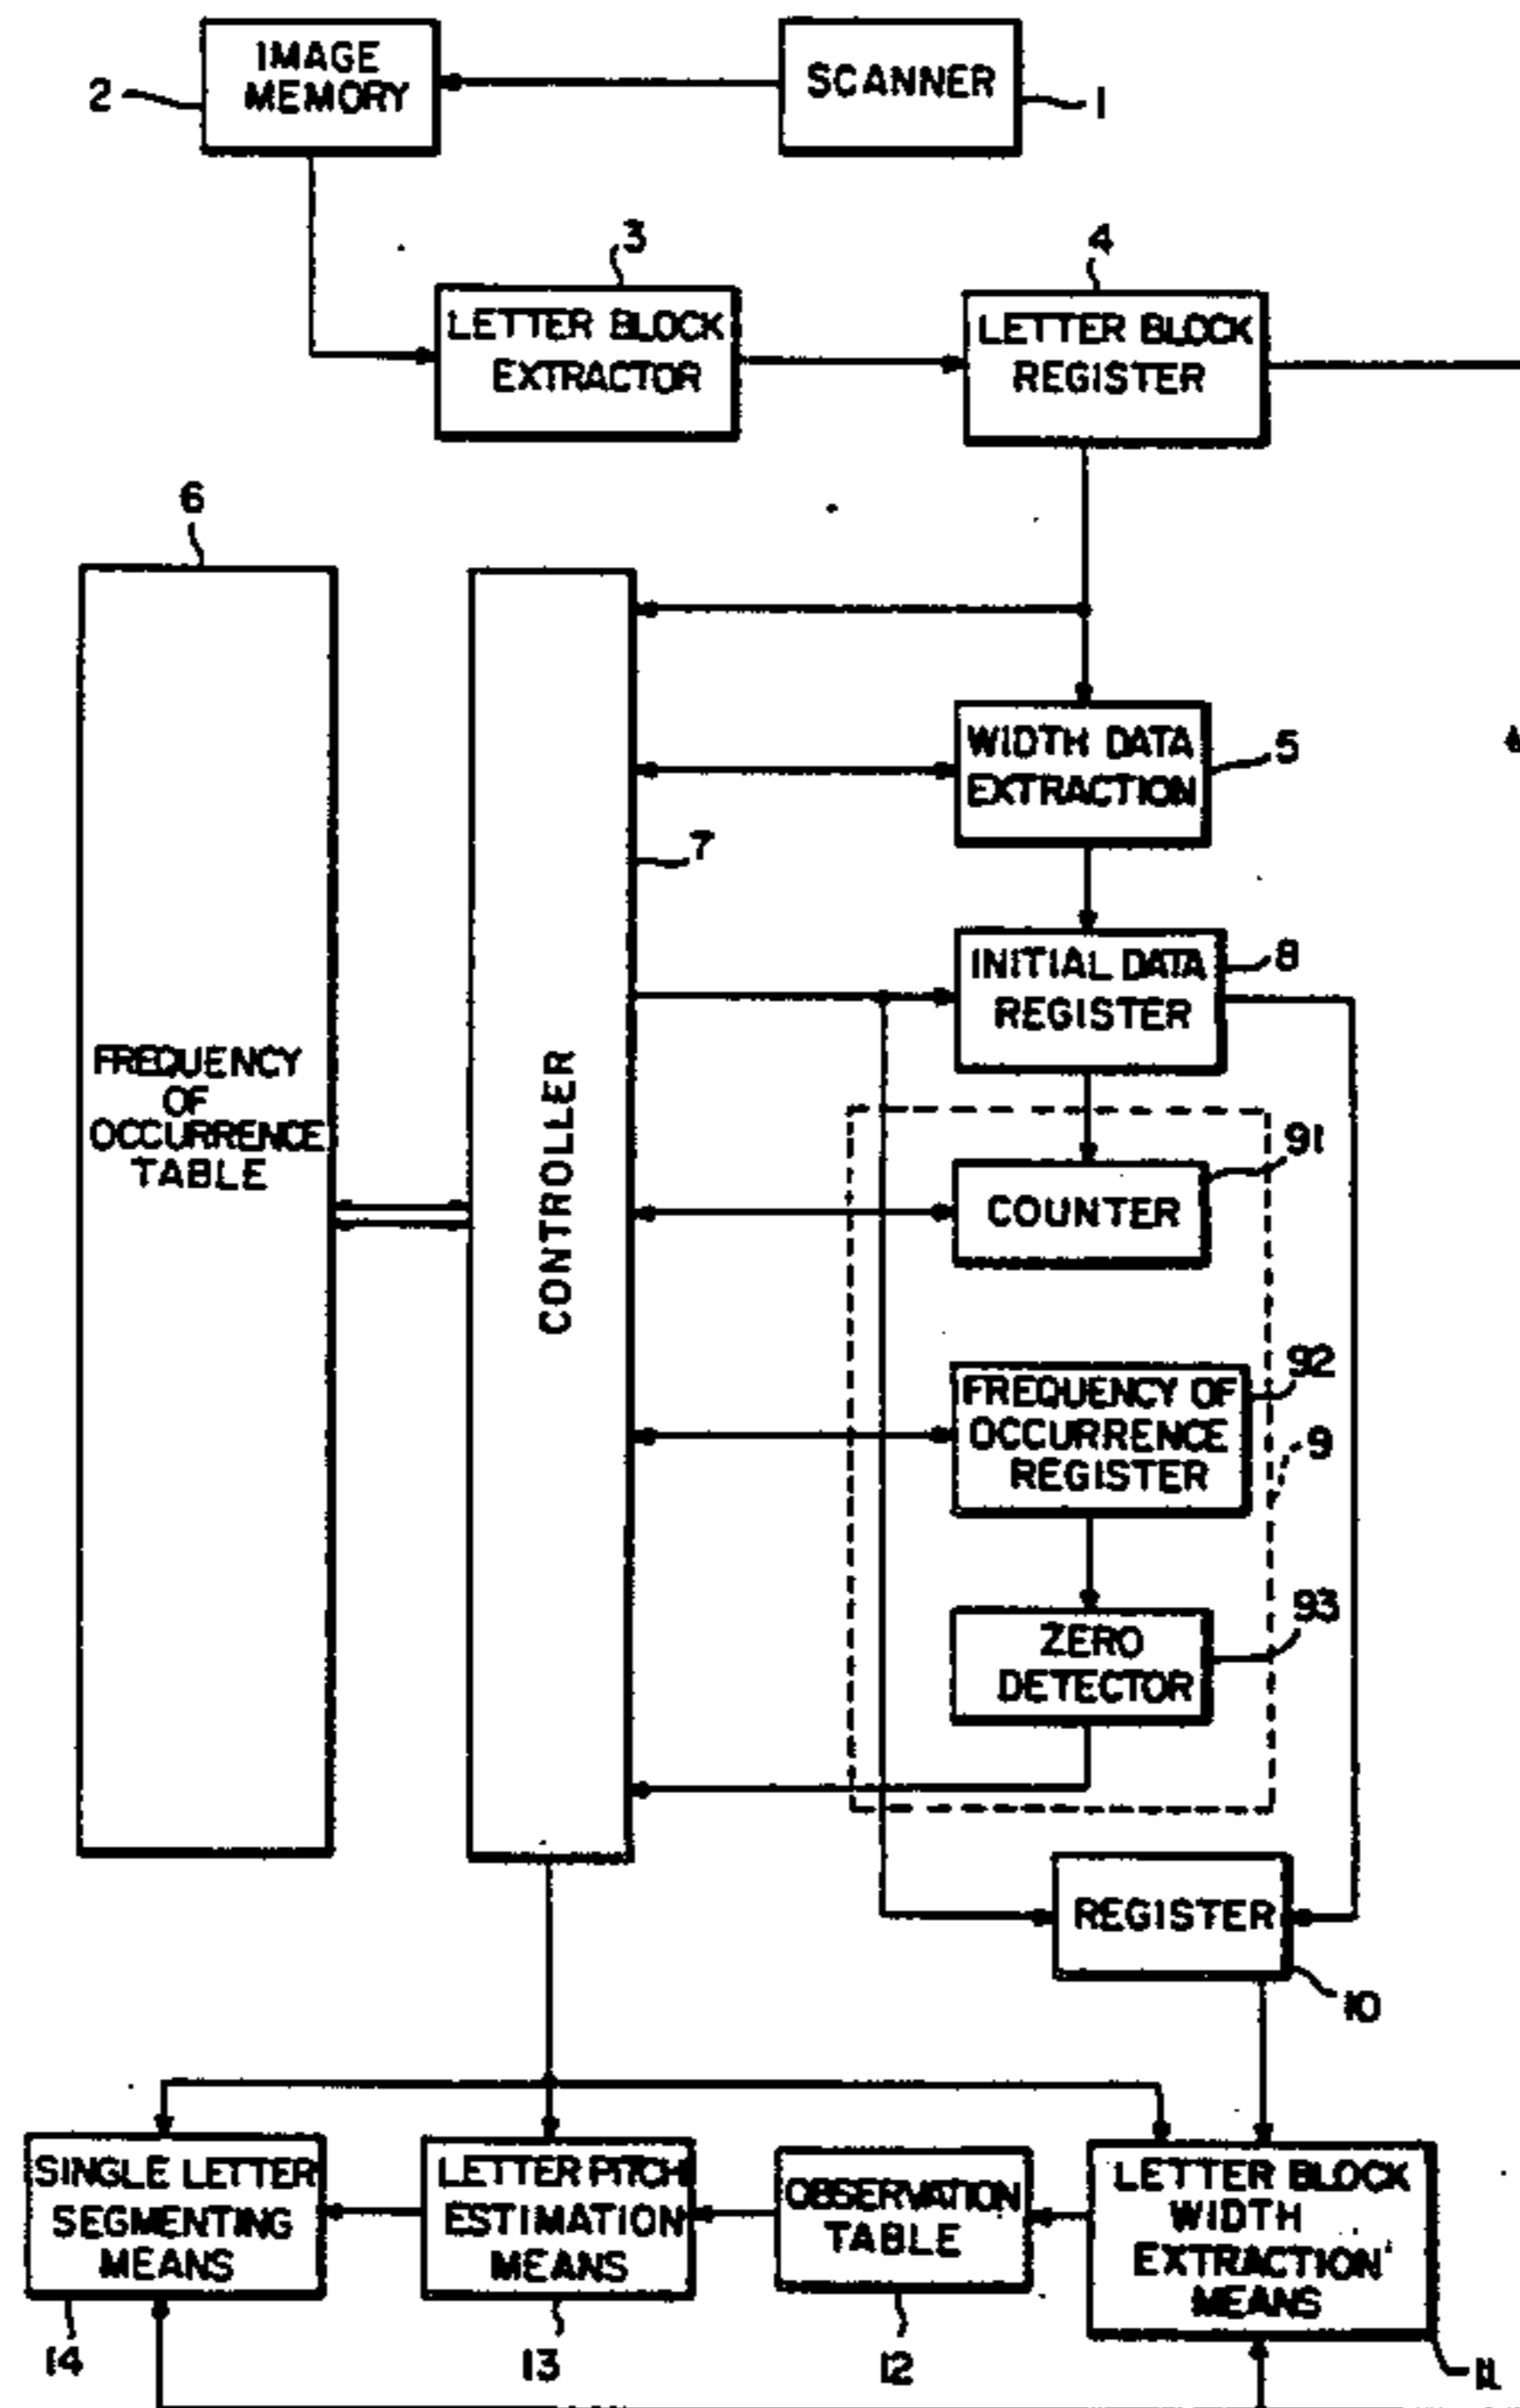 IMAGE
MEMORY
2
SCANNER
1
3
LETTER BLOCK
EXTRACTOR
4
LETTER BLOCK
REGISTER
6
FREQUENCY
OF
OCCURRENCE
TABLE
CONTROLLER
7
WIDTH DATA
EXTRACTION
5
INITIAL DATA
REGISTER
8
91
COUNTER
92
FREQUENCY OF
OCCURRENCE
REGISTER
9
93
ZERO
DETECTOR
REGISTER
10
SINGLE LETTER
SEGMENTING
MEANS
14
LETTER PITCH
ESTIMATION
MEANS
13
OBSERVATION
TABLE
12
LETTER BLOCK
WIDTH
EXTRACTION
MEANS
11